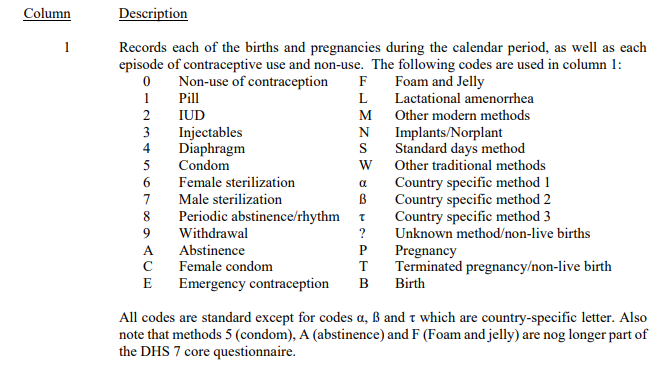 Column Description
1 Records each of the births and pregnancies during the calendar period, as well as each
episode of contraceptive use and non-use. The following codes are used in column 1:
0 Non-use of contraception F Foam and Jelly
1 Pill L Lactational amenorrhea
2 IUD M Other modern methods
3 Injectables N Implants/Norplant
4 Diaphragm S Standard days method
5 Condom W Other traditional methods
6 Female sterilization α Country specific method 1
7 Male sterilization ß Country specific method 2
8 Periodic abstinence/rhythm τ Country specific method 3
9 Withdrawal ? Unknown method/non-live births
A Abstinence P Pregnancy
C Female condom T Terminated pregnancy/non-live birth
E Emergency contraception B Birth
All codes are standard except for codes α, ß and τ which are country-specific letter. Also
note that methods 5 (condom), A (abstinence) and F (Foam and jelly) are nog longer part of
the DHS 7 core questionnaire.